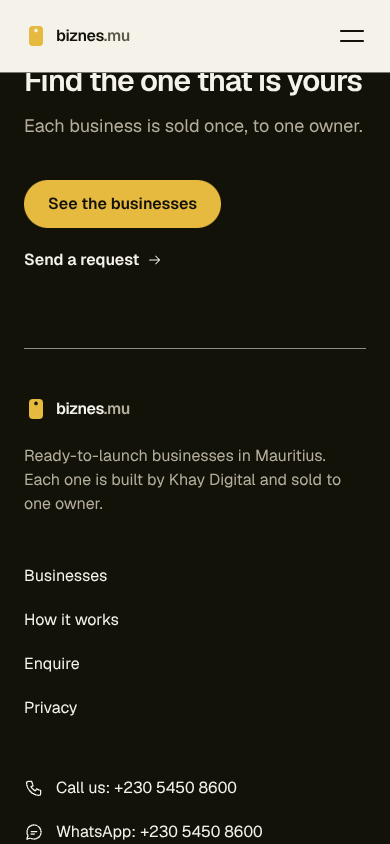 biznes.mu
Find the one that is yours
Each business is sold once, to one owner.
See the businesses
Send a request →
biznes.mu
Ready-to-launch businesses in Mauritius.
Each one is built by Khay Digital and sold to
one owner.
Businesses
How it works
Enquire
Privacy
Call us: +230 5450 8600
WhatsApp: +230 5450 8600